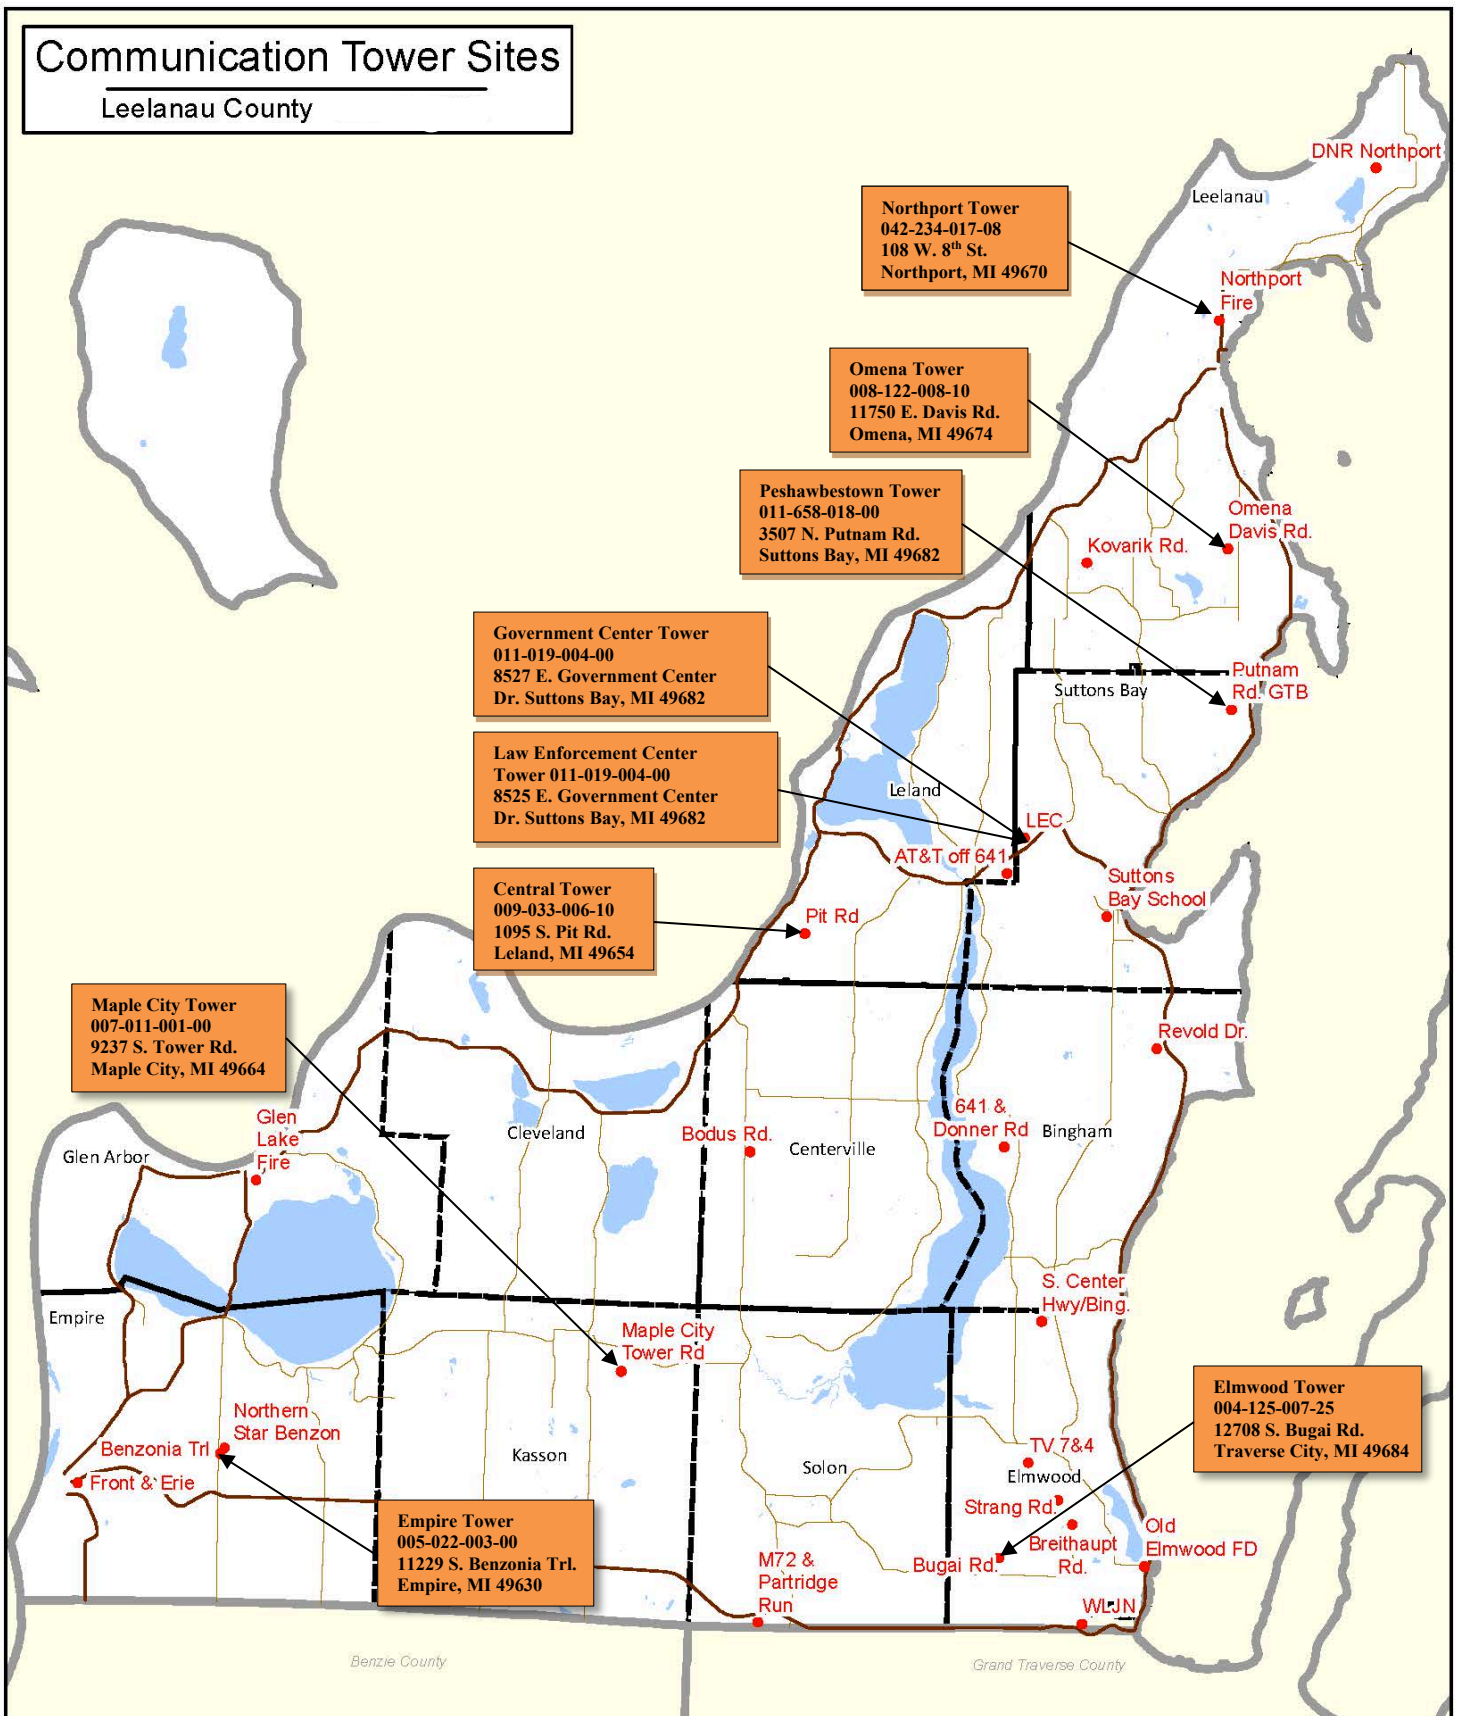 Communication Tower Sites
Leelanau County
DNR Northport
Leelanau
Northport Tower
042-234-017-08
108 W. 8th St.
Northport, MI 49670
Northport
Fire
Omena Tower
008-122-008-10
11750 E. Davis Rd.
Omena, MI 49674
Peshawbestown Tower
011-658-018-00
3507 N. Putnam Rd.
Suttons Bay, MI 49682
Omena
Davis Rd.
Kovarik Rd.
Government Center Tower
011-019-004-00
8527 E. Government Center
Dr. Suttons Bay, MI 49682
Putnam
Rd. GTB
Suttons Bay
Law Enforcement Center
Tower 011-019-004-00
8525 E. Government Center
Dr. Suttons Bay, MI 49682
Leland
LEC
AT&T off 641
Suttons
Bay School
Central Tower
009-033-006-10
1095 S. Pit Rd.
Leland, MI 49654
Pit Rd
Maple City Tower
007-011-001-00
9237 S. Tower Rd.
Maple City, MI 49664
Revold Dr.
Glen
Lake
Fire
Glen Arbor
Cleveland
Bodus Rd.
Centerville
641 &
Donner Rd
Bingham
S. Center
Hwy/Bing.
Empire
Maple City
Tower Rd
Elmwood Tower
004-125-007-25
12708 S. Bugai Rd.
Traverse City, MI 49684
Northern
Star Benzon
Benzonia Trl
Front & Erie
Kasson
Solon
TV 7&4
Elmwood
Strang Rd.
Breithaupt
Rd.
Old
Elmwood FD
Bugai Rd.
Empire Tower
005-022-003-00
11229 S. Benzonia Trl.
Empire, MI 49630
M72 &
Partridge
Run
WLJN
Benzie County
Grand Traverse County